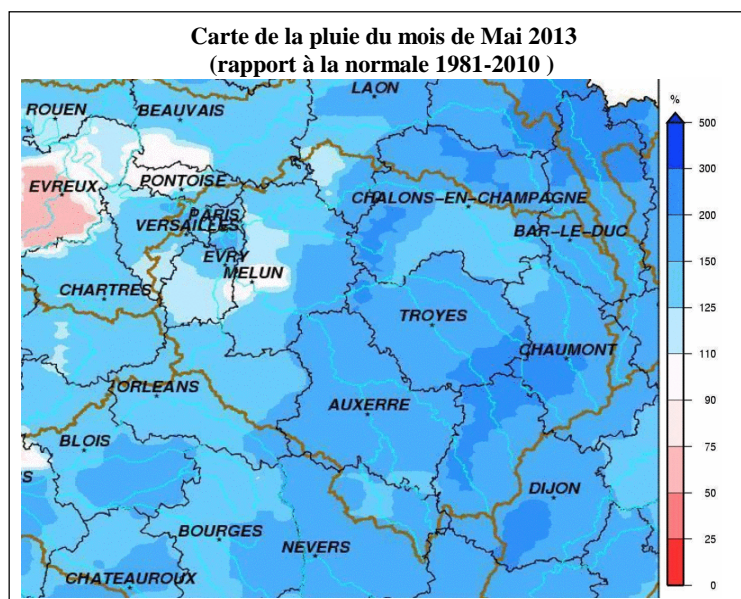 Carte de la pluie du mois de Mai 2013
(rapport à la normale 1981-2010 )
LAON
ROUEN
BEAUVAIS
%
500
EVREUX
PONTOISE
300
CHALONS-EN-CHAMPAGNE
PARIS
VERSAILLES
200
BAR-LE-DUC
EVRY
MELUN
150
CHARTRES
125
TROYES
110
CHAUMONT
ORLEANS
90
AUXERRE
75
BLOIS
RS
50
DIJON
25
BOURGES
NEVERS
CHATEAUROUX
0